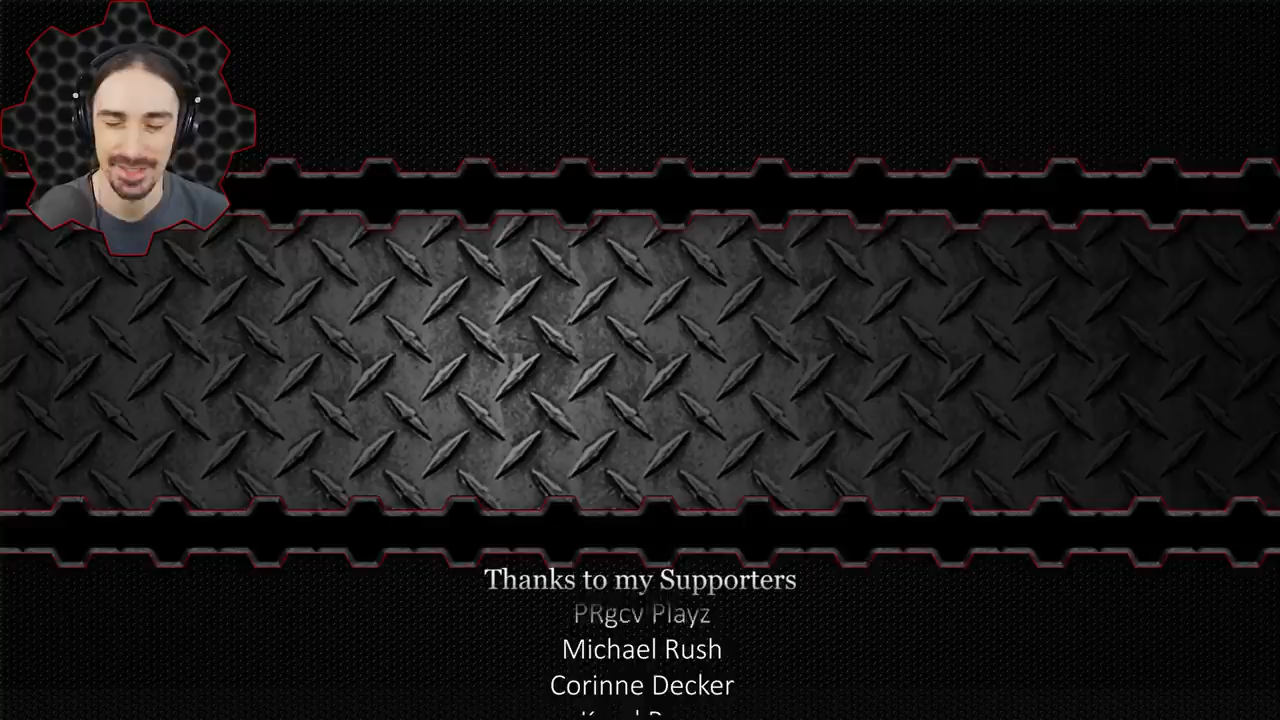 Thanks to my Supporters
PRgcv Playz
Michael Rush
Corinne Decker